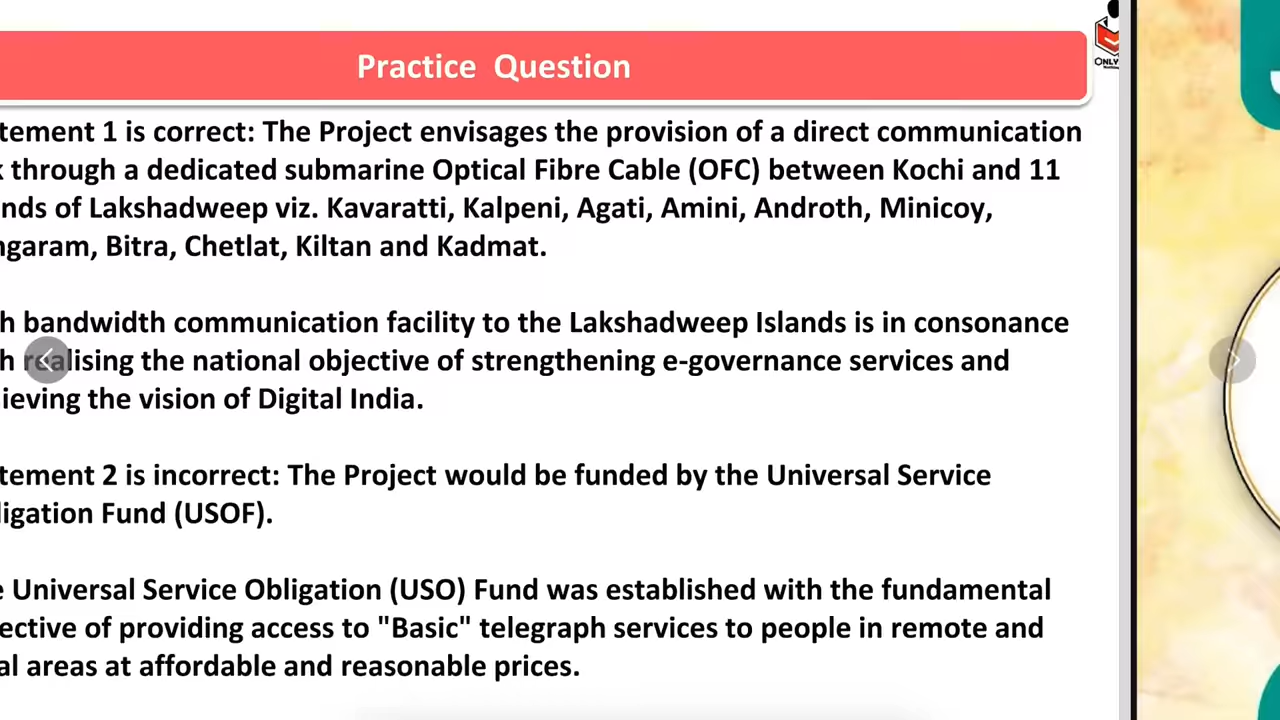 Practice Question
ONLY
tement 1 is correct: The Project envisages the provision of a direct communication
k through a dedicated submarine Optical Fibre Cable (OFC) between Kochi and 11
nds of Lakshadweep viz. Kavaratti, Kalpeni, Agati, Amini, Androth, Minicoy,
ngaram, Bitra, Chetlat, Kiltan and Kadmat.
h bandwidth communication facility to the Lakshadweep Islands is in consonance
h realising the national objective of strengthening e-governance services and
ieving the vision of Digital India.
tement 2 is incorrect: The Project would be funded by the Universal Service
ligation Fund (USOF).
e Universal Service Obligation (USO) Fund was established with the fundamental
ective of providing access to "Basic" telegraph services to people in remote and
al areas at affordable and reasonable prices.